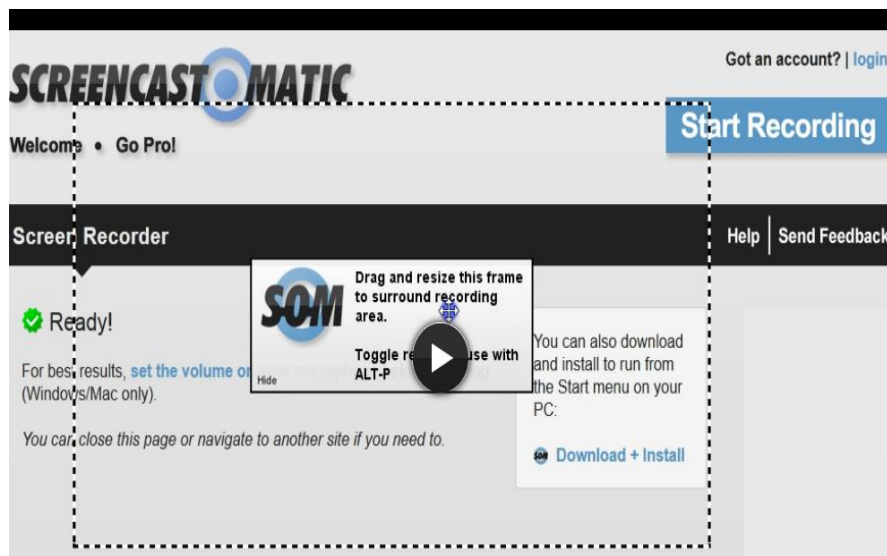 SCREENCAST O MATIC
Got an account? | login
Start Recording
Welcome • Go Pro!
Screen Recorder
Help | Send Feedback
Drag and resize this frame
to surround recording
area.
SOM
Toggle use with
ALT-P
Hide
Ready!
For best results, set the volume
(Windows/Mac only).
You can close this page or navigate to another site if you need to.
You can also download
and install to run from
the Start menu on your
PC:
SOM Download + Install